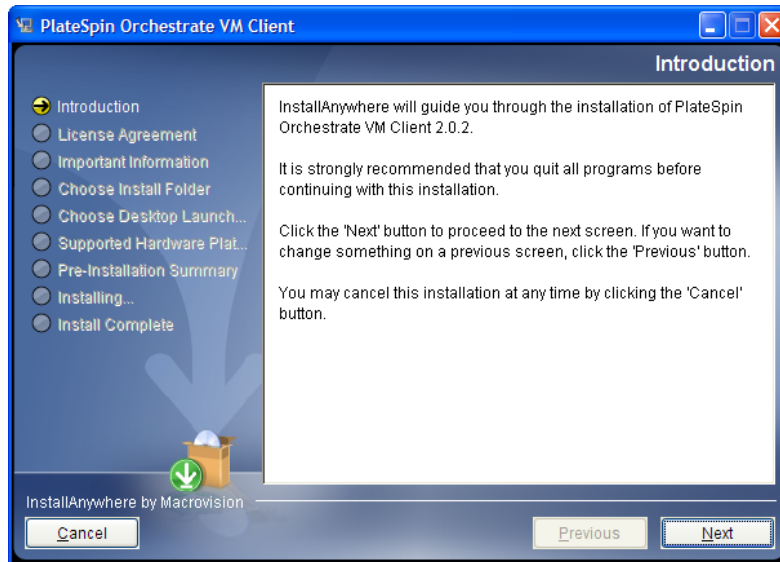 PlateSpin Orchestrate VM Client
Introduction
Introduction
License Agreement
Important Information
Choose Install Folder
Choose Desktop Launch...
Supported Hardware Plat...
Pre-Installation Summary
Installing...
Install Complete
InstallAnywhere will guide you through the installation of PlateSpin
Orchestrate VM Client 2.0.2.
It is strongly recommended that you quit all programs before
continuing with this installation.
Click the 'Next' button to proceed to the next screen. If you want to
change something on a previous screen, click the 'Previous' button.
You may cancel this installation at any time by clicking the 'Cancel'
button.
InstallAnywhere by Macrovision
Cancel
Previous
Next